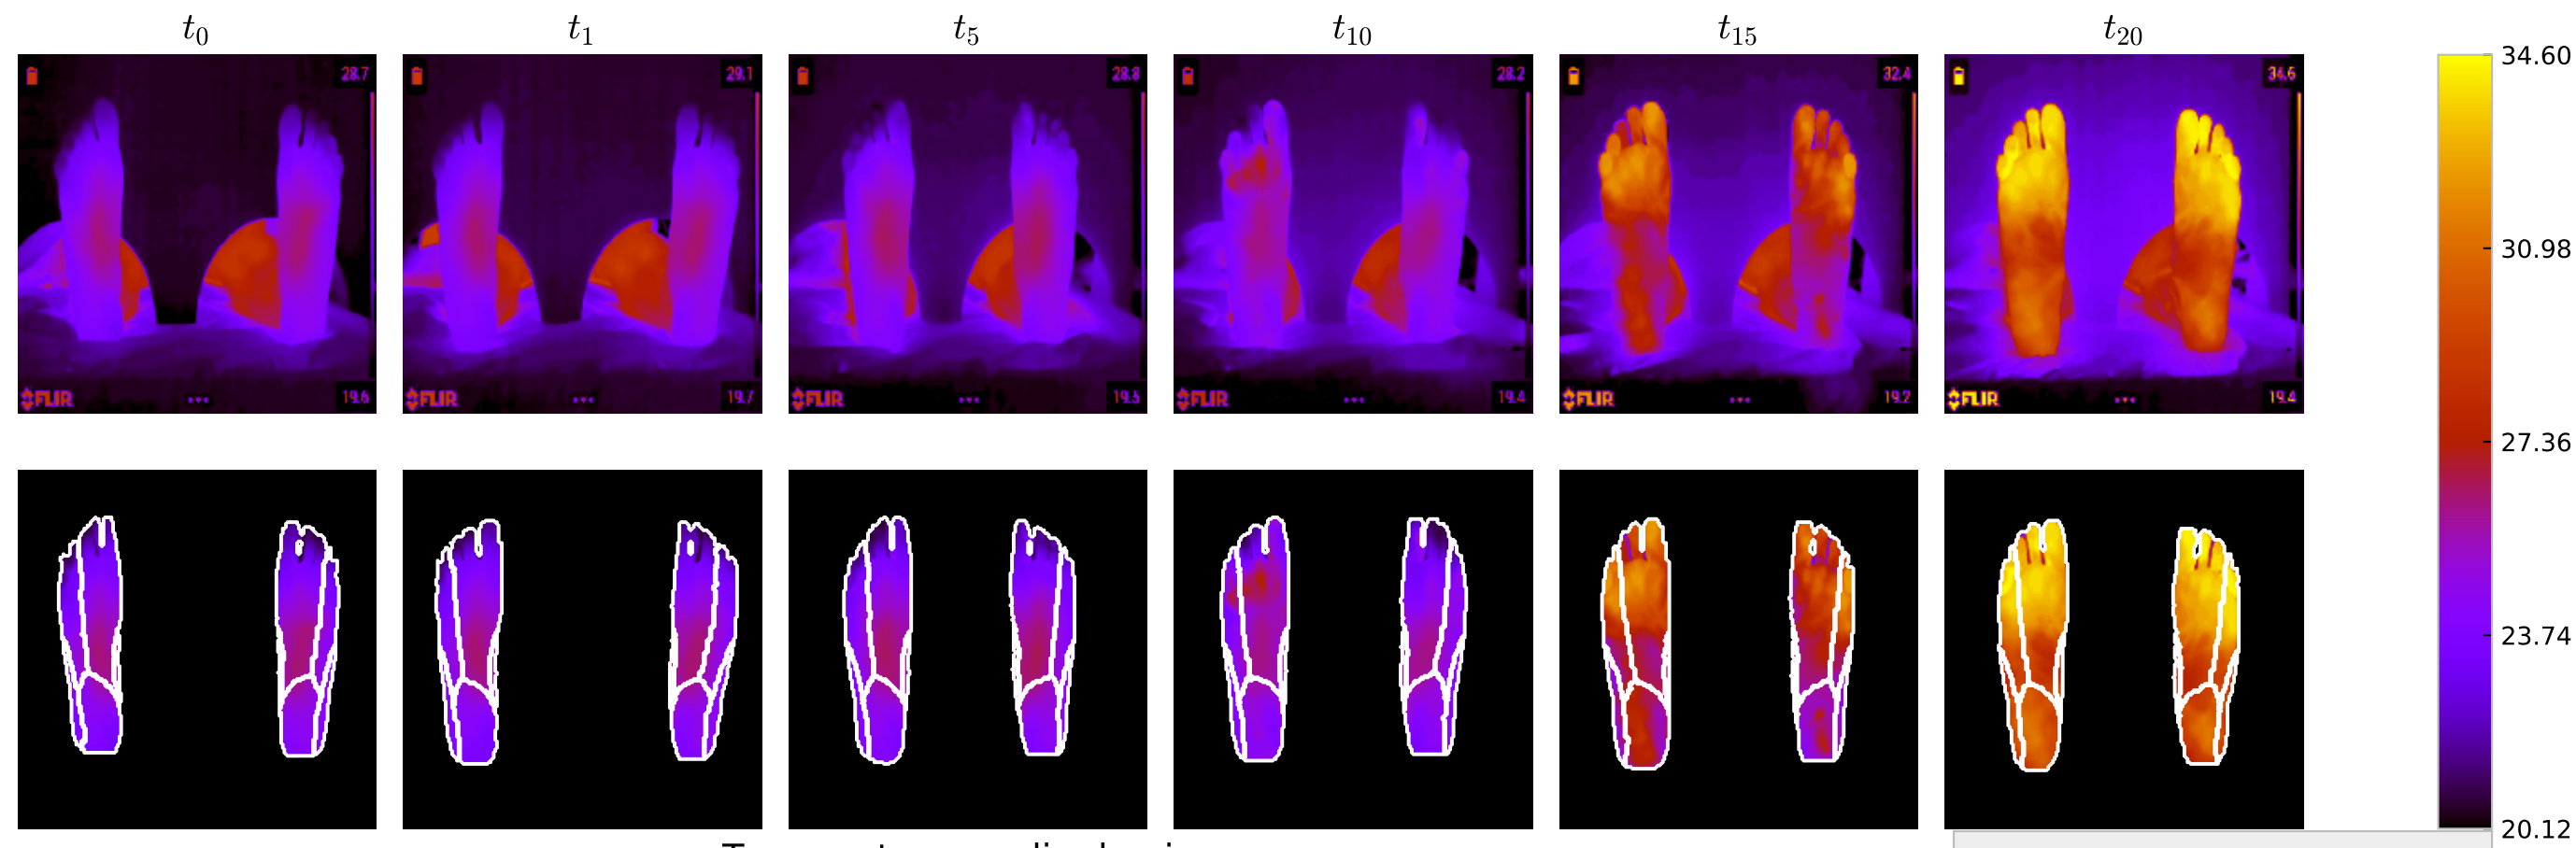 t0 t1 t5 t10 t15 t20
28.7 29.1 28.8 28.2 32.4 34.6
FLIR 19.6 FLIR 19.7 FLIR 19.5 FLIR 19.4 FLIR 19.2 FLIR 19.4
34.60
30.98
27.36
23.74
20.12